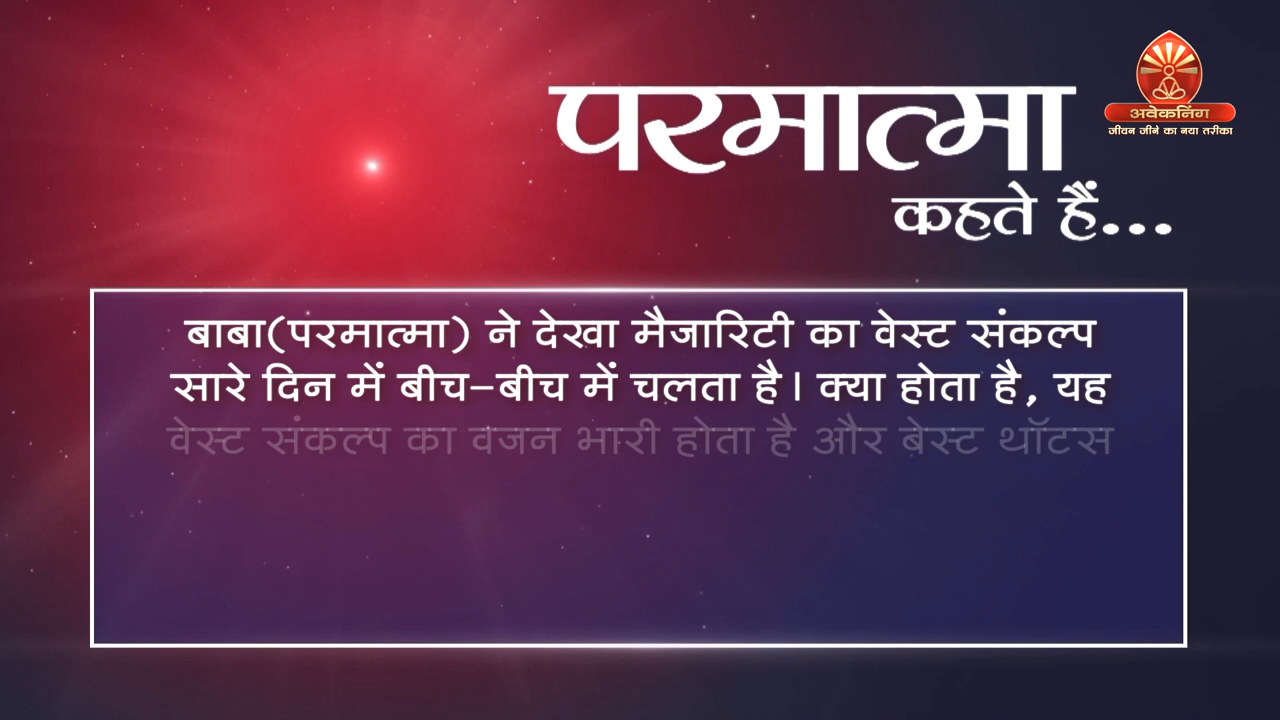 परमात्मा
कहते हैं...
अवेकनिंग
जीवन जीने का नया तरीका
बाबा(परमात्मा) ने देखा मैजारिटी का वेस्ट संकल्प
सारे दिन में बीच-बीच में चलता है। क्या होता है, यह
वेस्ट संकल्प का वजन भारी होता है और बेस्ट थॉटस